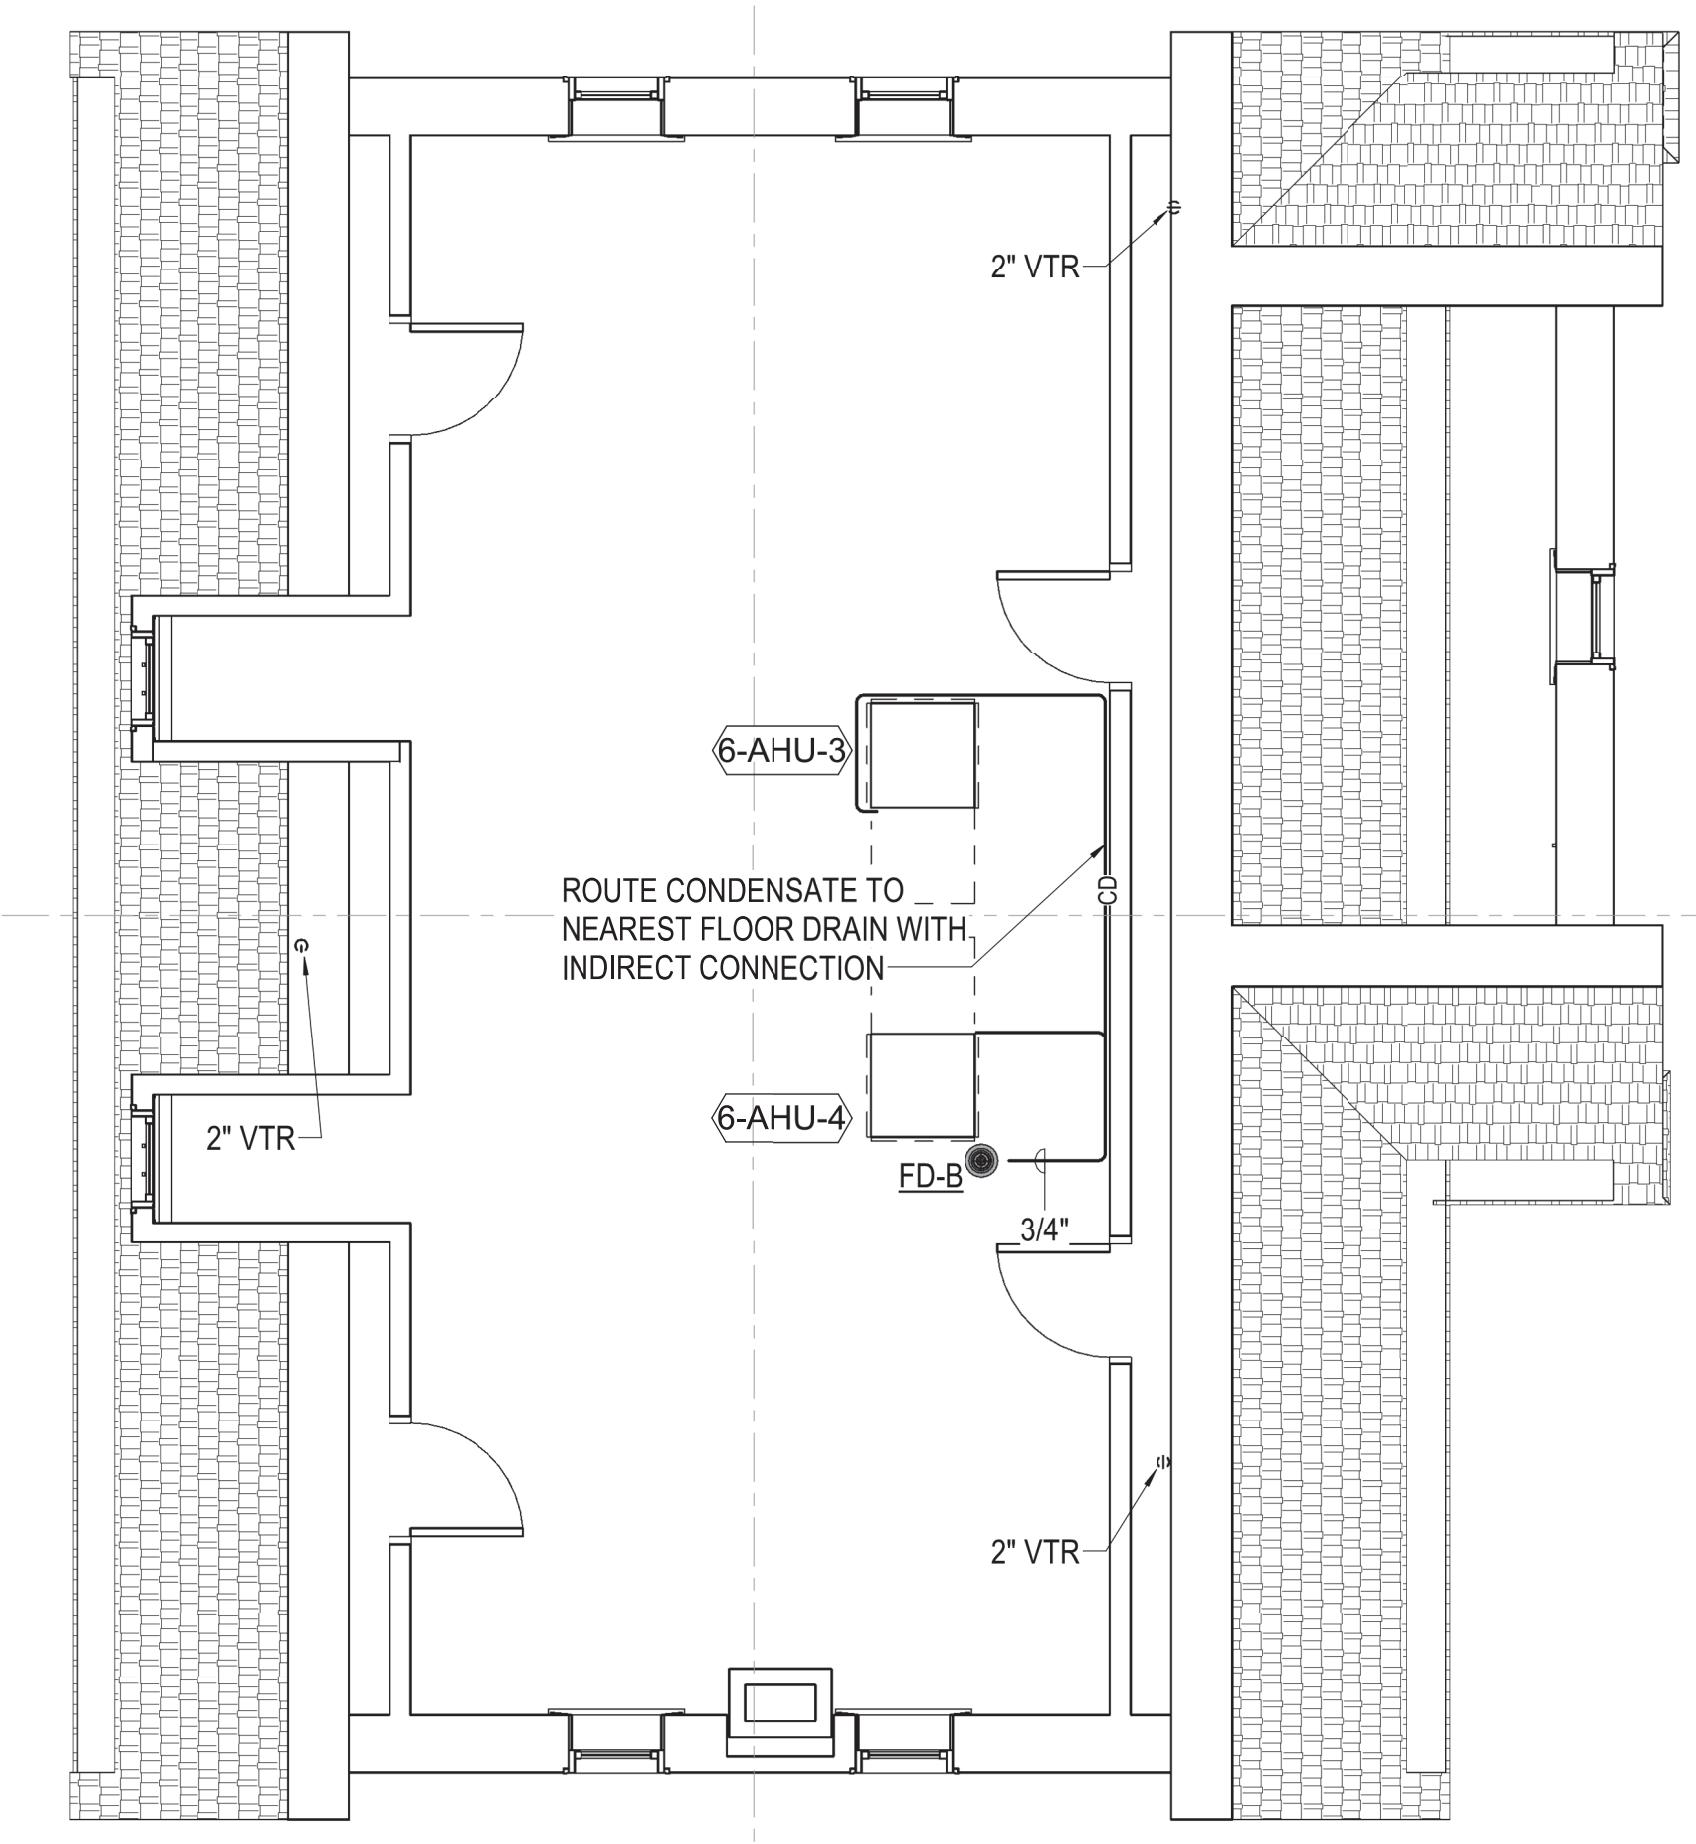 2" VTR
6-AHU-3
ROUTE CONDENSATE TO
NEAREST FLOOR DRAIN WITH
INDIRECT CONNECTION
CD
2" VTR
6-AHU-4
FD-B
3/4"
2" VTR